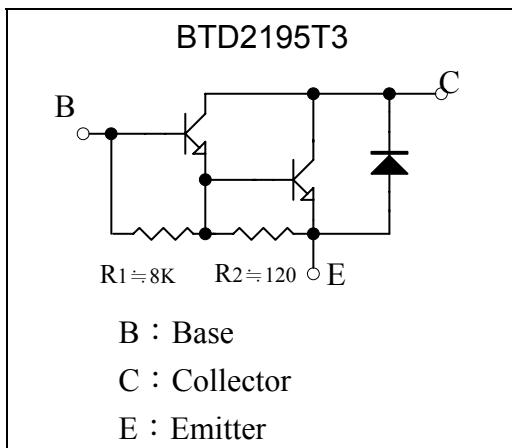 BTD2195T3
B
C
R1≒8K
R2≒120
E
B：Base
C：Collector
E：Emitter